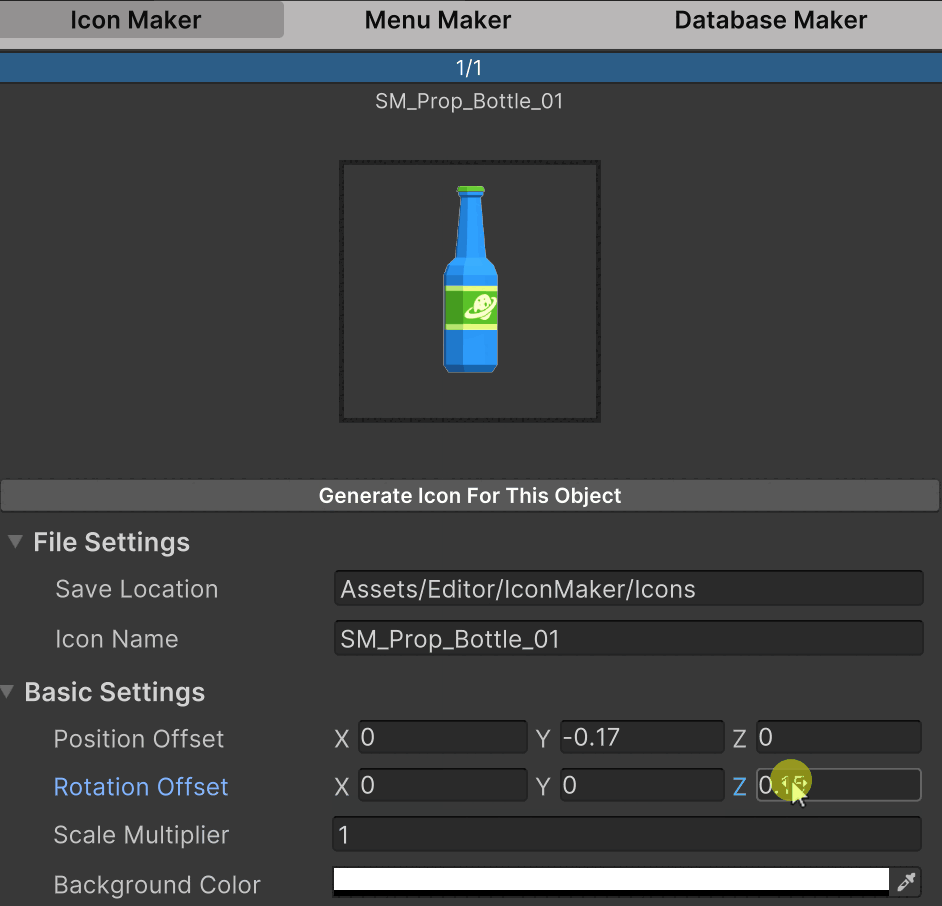 Icon Maker Menu Maker Database Maker
1/1
SM_Prop_Bottle_01
Generate Icon For This Object
File Settings
Save Location Assets/Editor/IconMaker/Icons
Icon Name SM_Prop_Bottle_01
Basic Settings
Position Offset X 0 Y -0.17 Z 0
Rotation Offset X 0 Y 0 Z 0.15
Scale Multiplier 1
Background Color